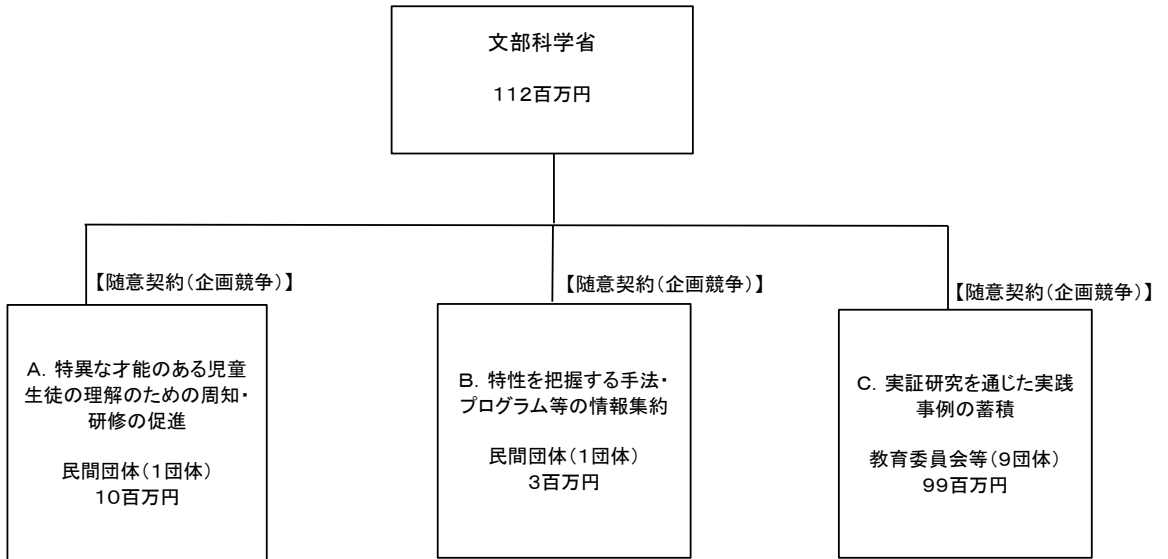 文部科学省
112百万円
【随意契約(企画競争)】
【随意契約(企画競争)】
【随意契約(企画競争)】
A. 特異な才能のある児童
生徒の理解のための周知・
研修の促進
民間団体(1団体)
10百万円
B. 特性を把握する手法・
プログラム等の情報集約
民間団体(1団体)
3百万円
C. 実証研究を通じた実践
事例の蓄積
教育委員会等(9団体)
99百万円